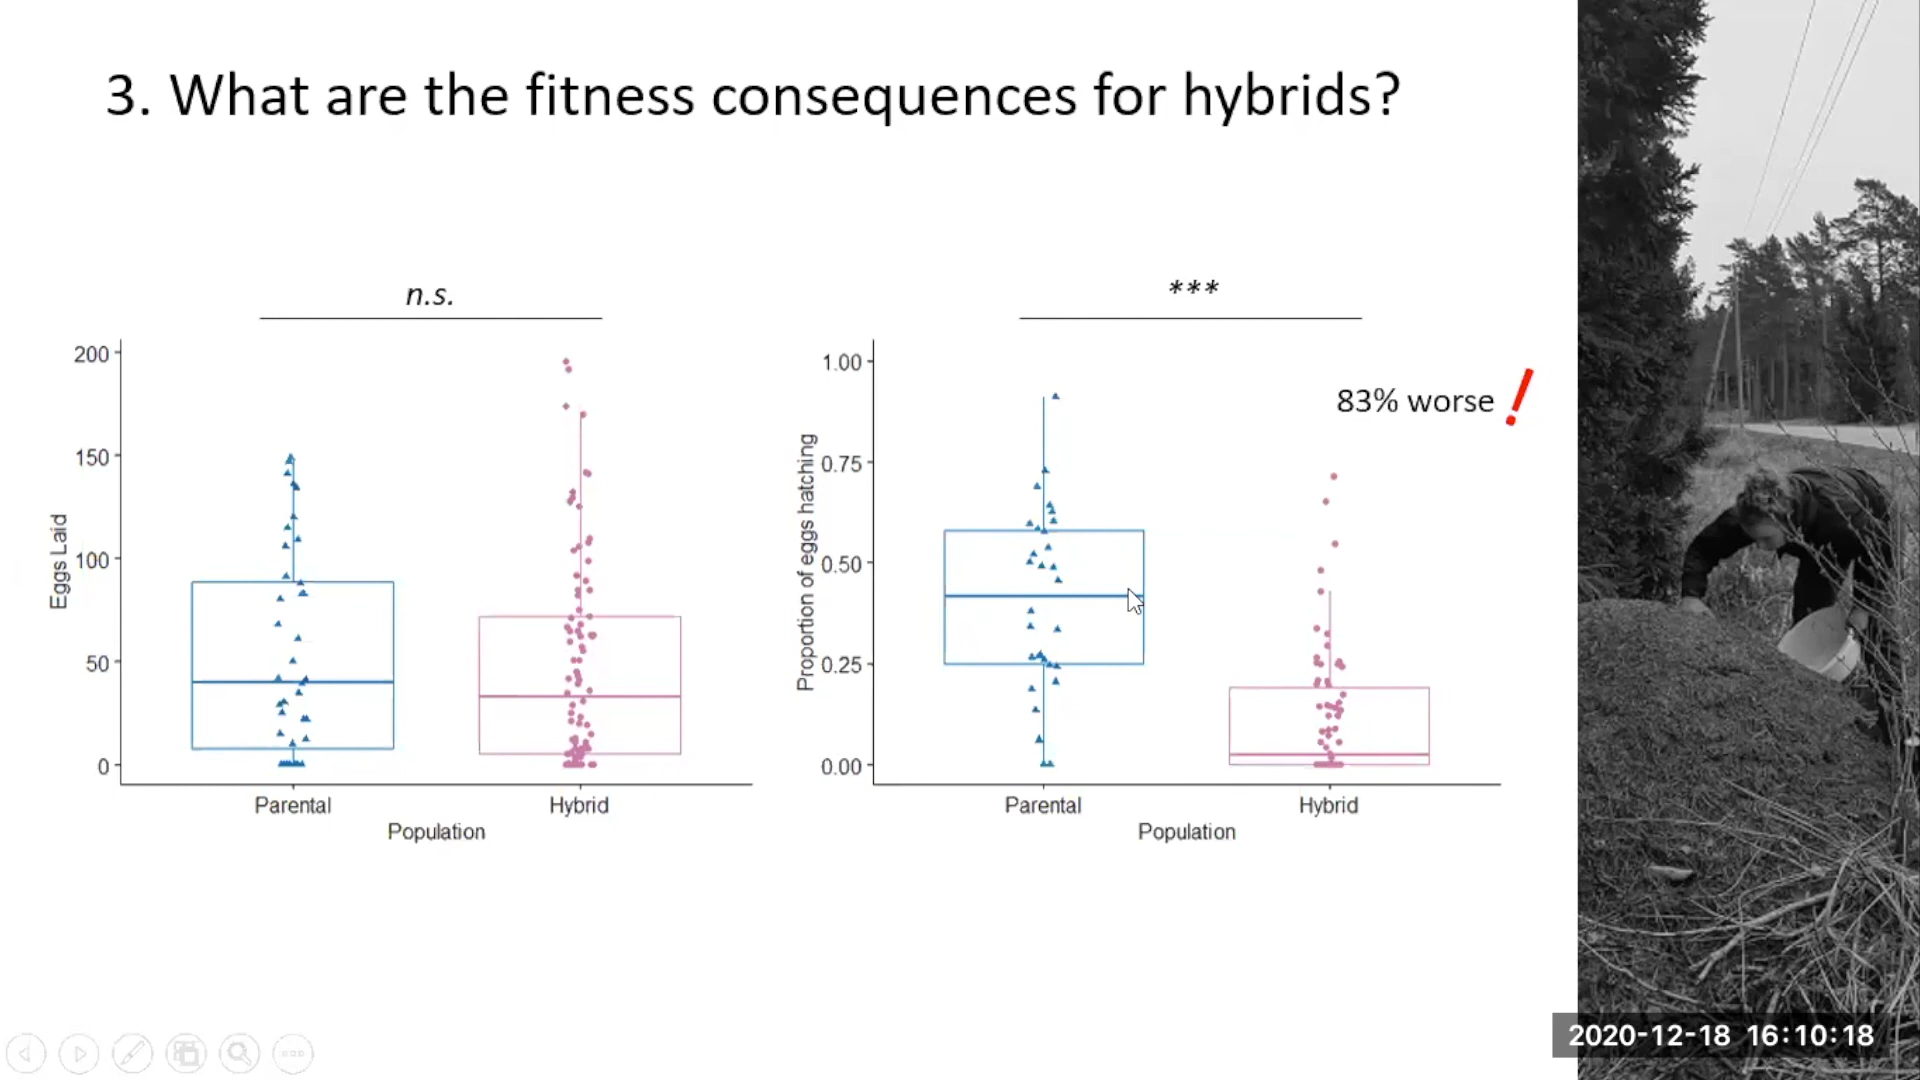 3. What are the fitness consequences for hybrids?
n.s.
200
150
100
50
0
Eggs Laid
Parental
Hybrid
Population
***
1.00
0.75
0.50
0.25
0.00
Proportion of eggs hatching
83% worse !
Parental
Hybrid
Population
2020-12-18 16:10:18